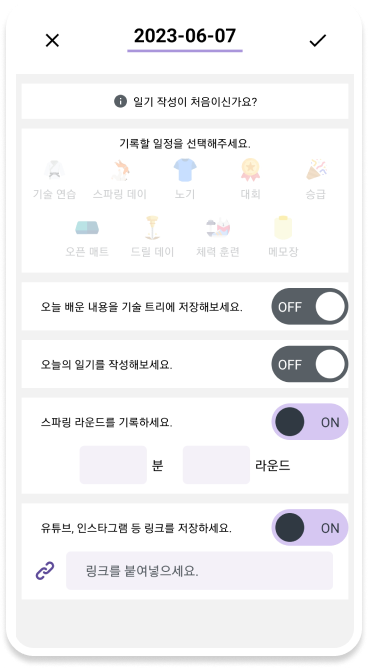 2023-06-07
일기 작성이 처음이신가요?
기록할 일정을 선택해주세요.
기술 연습 스파링 데이 노기 대회 승급
오픈 매트 드릴 데이 체력 훈련 메모장
오늘 배운 내용을 기술 트리에 저장해보세요. OFF
오늘의 일기를 작성해보세요. OFF
스파링 라운드를 기록하세요. ON
분 라운드
유튜브, 인스타그램 등 링크를 저장하세요. ON
링크를 붙여넣으세요.